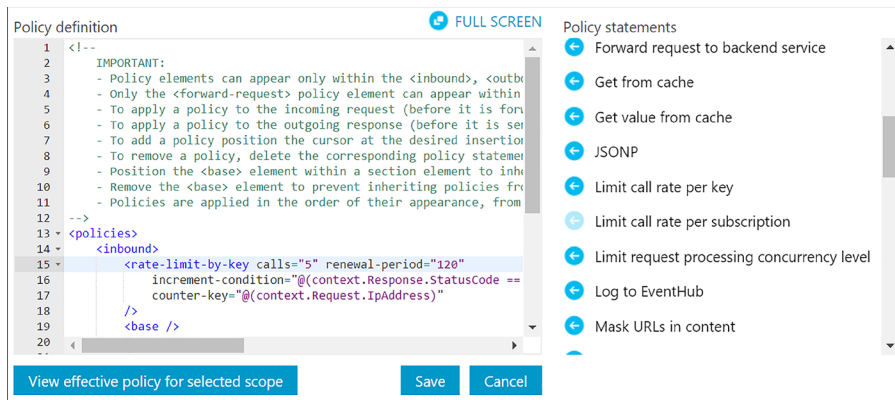 Policy definition
FULL SCREEN
1 <!--
2 IMPORTANT:
3 - Policy elements can appear only within the <inbound>, <outbo
4 - Only the <forward-request> policy element can appear within
5 - To apply a policy to the incoming request (before it is forw
6 - To apply a policy to the outgoing response (before it is sen
7 - To add a policy position the cursor at the desired insertion
8 - To remove a policy, delete the corresponding policy statemen
9 - Position the <base> element within a section element to inhe
10 - Remove the <base> element to prevent inheriting policies fro
11 - Policies are applied in the order of their appearance, from
12 -->
13 <policies>
14 <inbound>
15 <rate-limit-by-key calls="5" renewal-period="120"
16 increment-condition="@(context.Response.StatusCode ==
17 counter-key="@(context.Request.IpAddress)"
18 />
19 <base />
20
View effective policy for selected scope
Save
Cancel
Policy statements
Forward request to backend service
Get from cache
Get value from cache
JSONP
Limit call rate per key
Limit call rate per subscription
Limit request processing concurrency level
Log to EventHub
Mask URLs in content